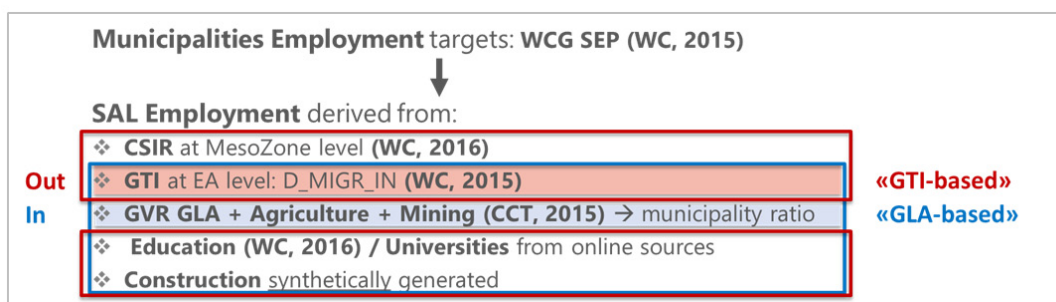 Municipalities Employment targets: WCG SEP (WC, 2015)
SAL Employment derived from:
❖ CSIR at MesoZone level (WC, 2016)
Out ❖ GTI at EA level: D_MIGR_IN (WC, 2015) «GTI-based»
In ❖ GVR GLA + Agriculture + Mining (CCT, 2015) → municipality ratio «GLA-based»
❖ Education (WC, 2016) / Universities from online sources
❖ Construction synthetically generated